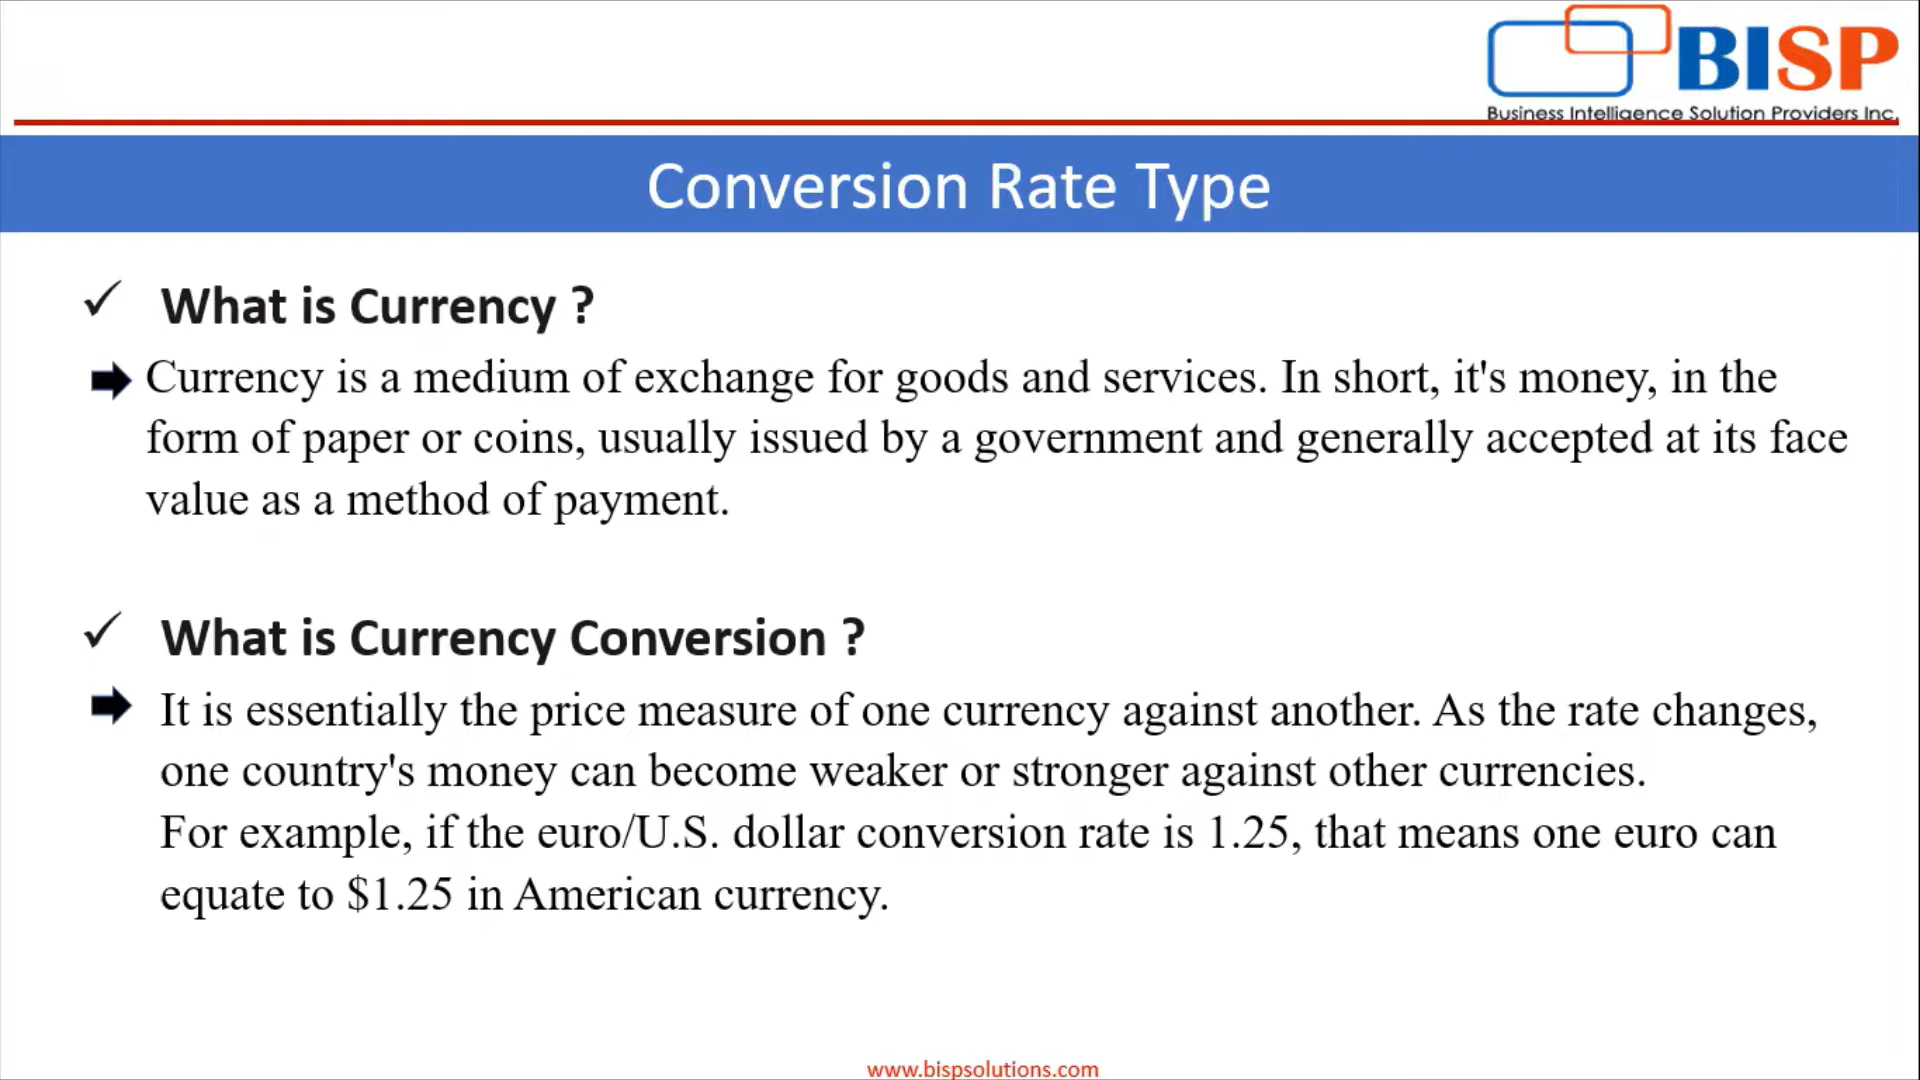 BISP
Business Intelligence Solution Providers Inc.
Conversion Rate Type
✓ What is Currency ?
Currency is a medium of exchange for goods and services. In short, it's money, in the
form of paper or coins, usually issued by a government and generally accepted at its face
value as a method of payment.
✓ What is Currency Conversion ?
It is essentially the price measure of one currency against another. As the rate changes,
one country's money can become weaker or stronger against other currencies.
For example, if the euro/U.S. dollar conversion rate is 1.25, that means one euro can
equate to $1.25 in American currency.
www.bispsolutions.com